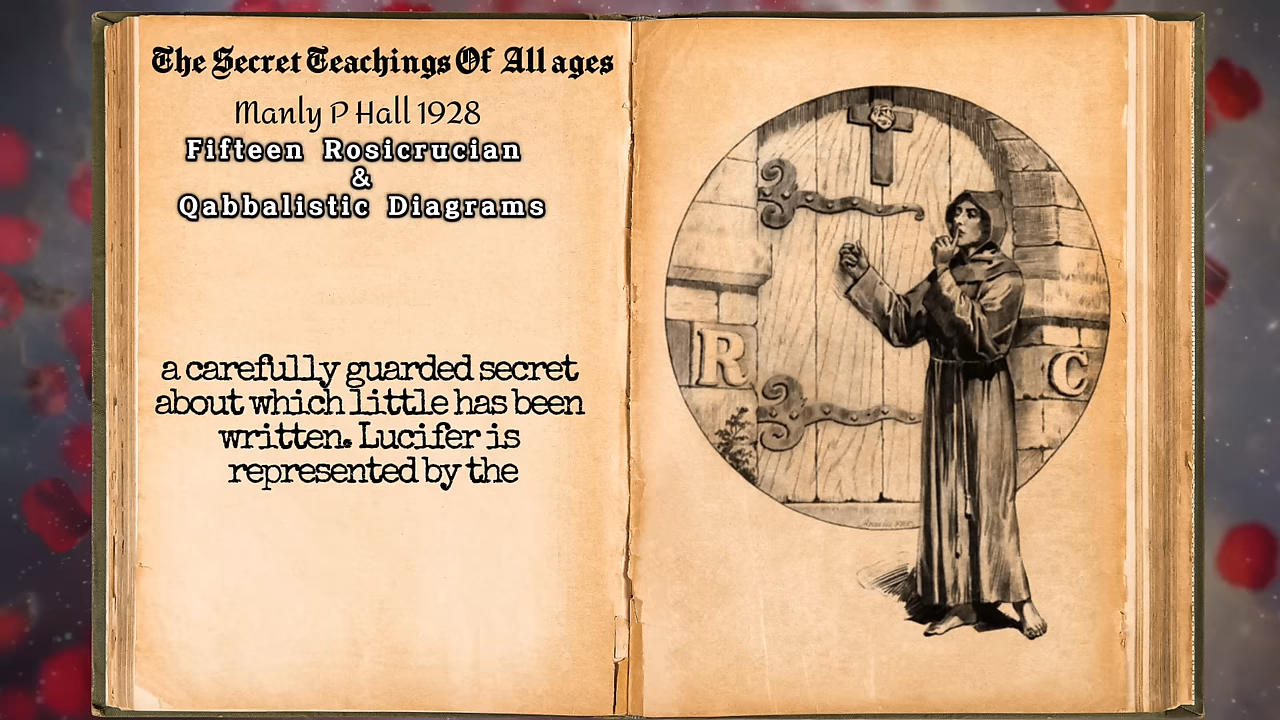 The Secret Teachings Of All ages
Manly P Hall 1928
Fifteen Rosicrucian
&
Qabbalistic Diagrams
a carefully guarded secret
about which little has been
written. Lucifer is
represented by the
R
C